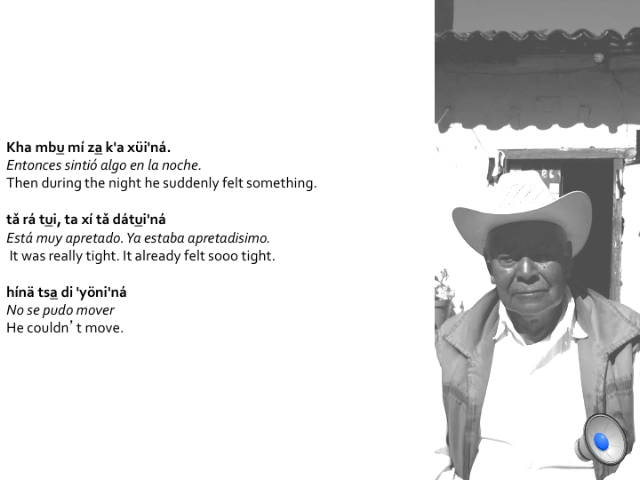 Kha mbu̲ mí za̲ k'a xüi'ná.
Entonces sintió algo en la noche.
Then during the night he suddenly felt something.
tǎ rá tu̲i, ta xí tǎ dátu̲i'ná
Está muy apretado. Ya estaba apretadisimo.
It was really tight. It already felt sooo tight.
hínä tsa̲ di 'yöni'ná
No se pudo mover
He couldn’t move.